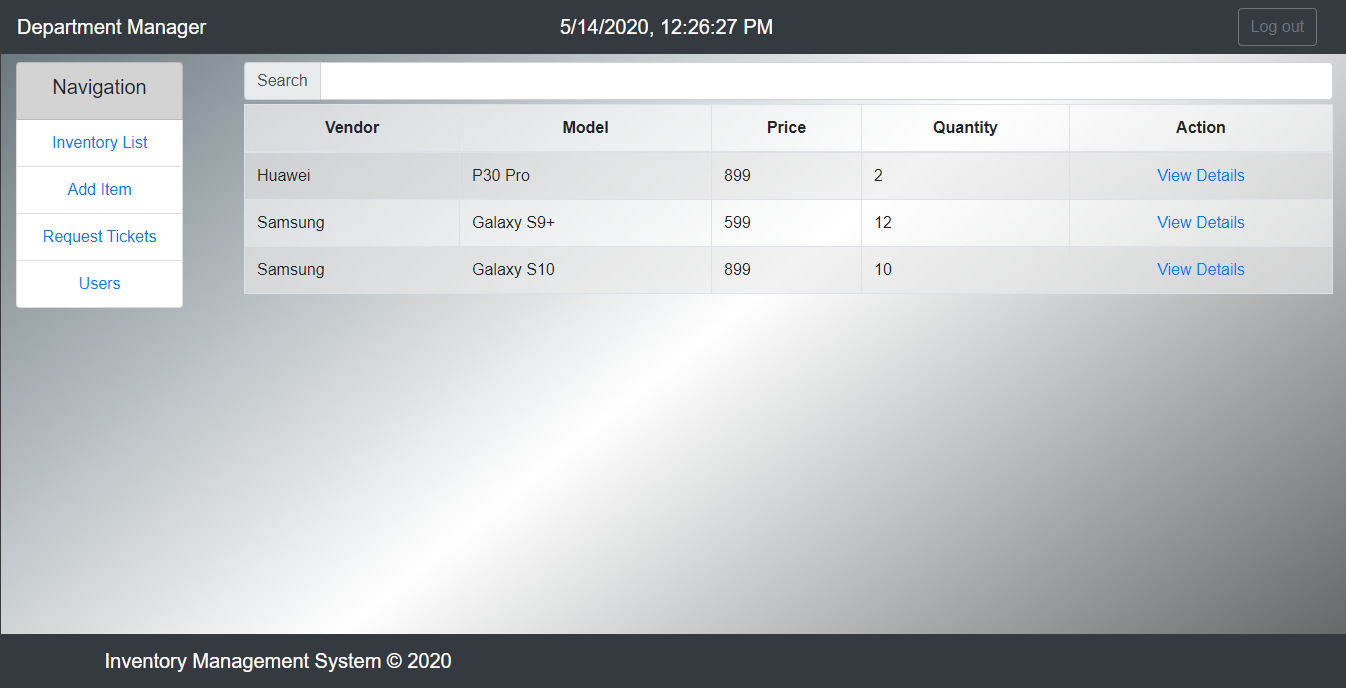 Department Manager 5/14/2020, 12:26:27 PM Log out
Navigation
Inventory List
Add Item
Request Tickets
Users
Search
Vendor Model Price Quantity Action
Huawei P30 Pro 899 2 View Details
Samsung Galaxy S9+ 599 12 View Details
Samsung Galaxy S10 899 10 View Details
Inventory Management System © 2020